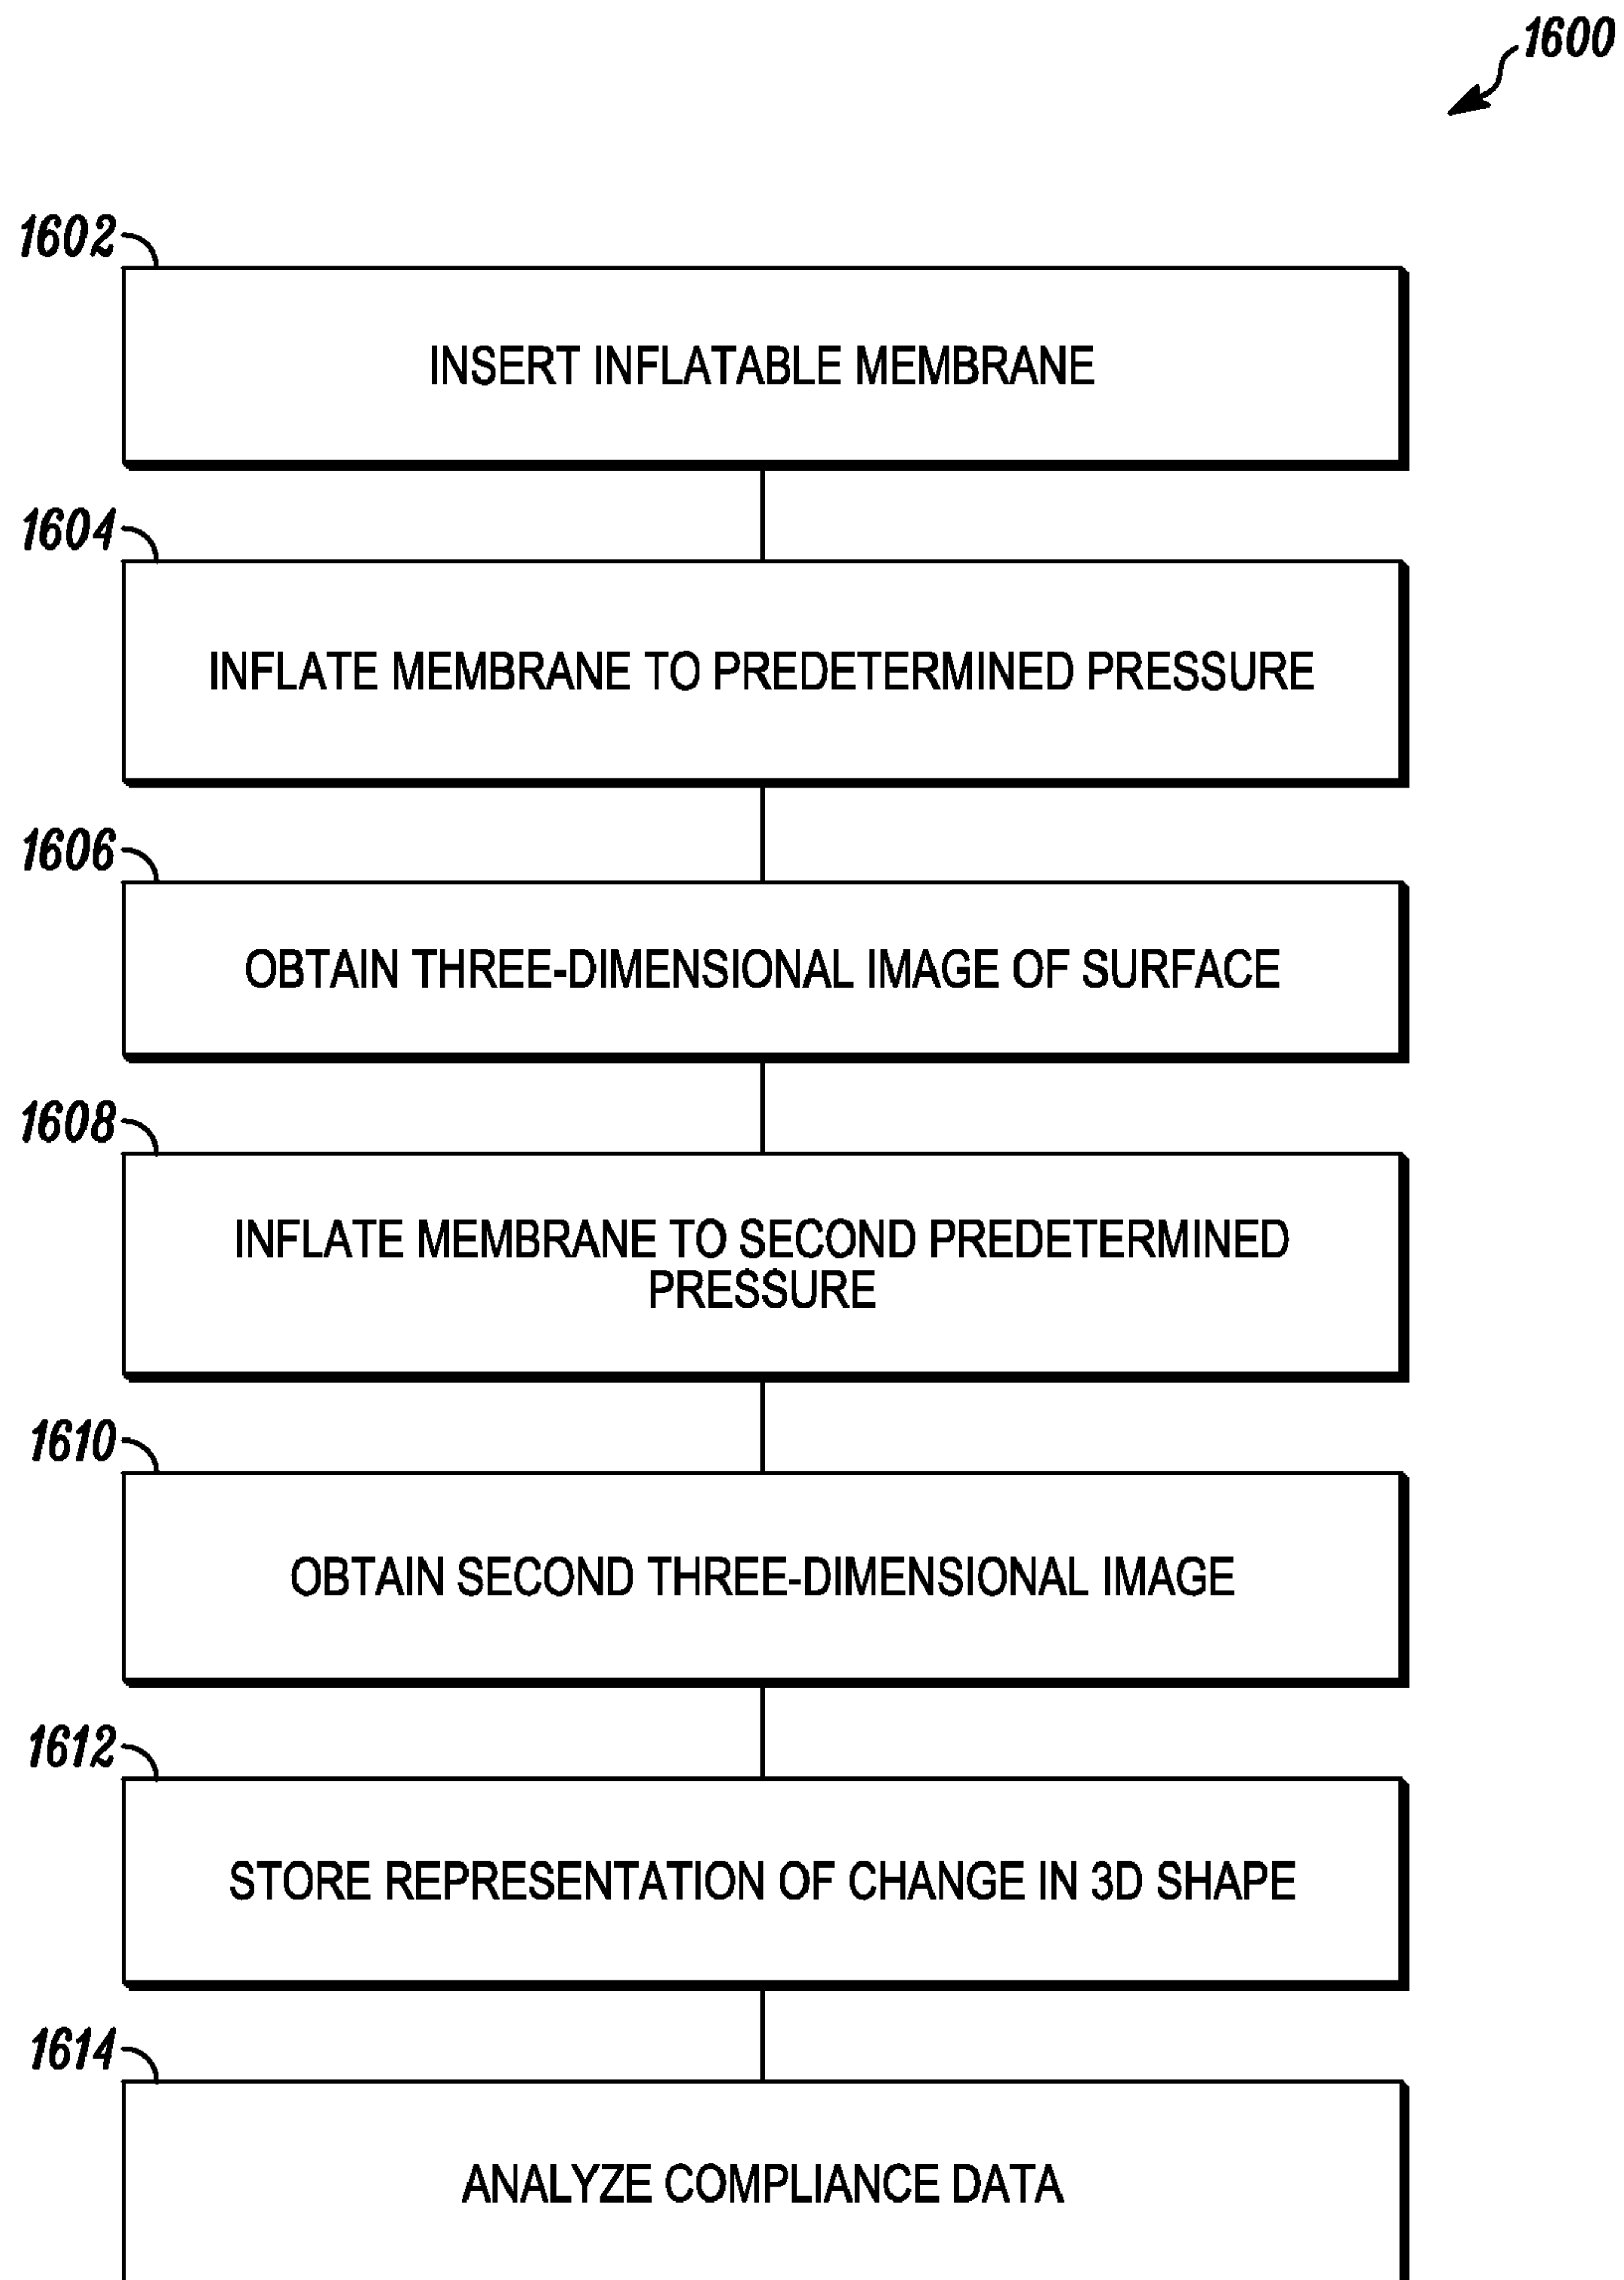 1600
1602
INSERT INFLATABLE MEMBRANE
1604
INFLATE MEMBRANE TO PREDETERMINED PRESSURE
1606
OBTAIN THREE-DIMENSIONAL IMAGE OF SURFACE
1608
INFLATE MEMBRANE TO SECOND PREDETERMINED
PRESSURE
1610
OBTAIN SECOND THREE-DIMENSIONAL IMAGE
1612
STORE REPRESENTATION OF CHANGE IN 3D SHAPE
1614
ANALYZE COMPLIANCE DATA